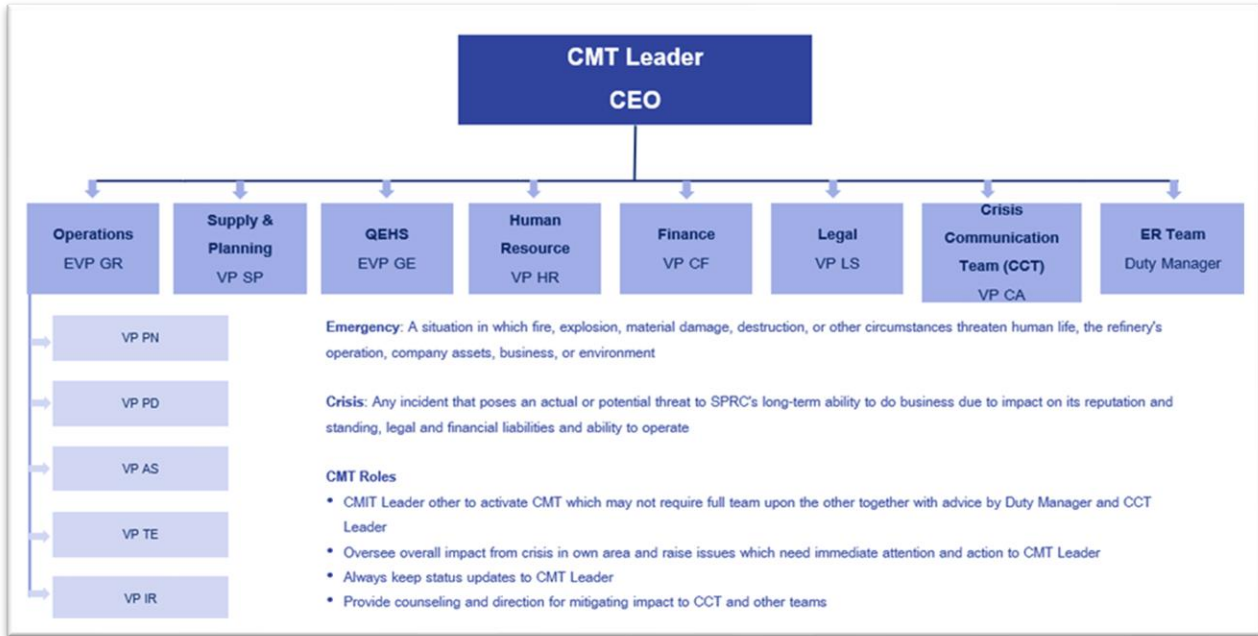 CMT Leader
CEO
Operations
EVP GR
Supply &
Planning
VP SP
QEHS
EVP GE
Human
Resource
VP HR
Finance
VP CF
Legal
VP LS
Crisis
Communication
Team (CCT)
VP CA
ER Team
Duty Manager
VP PN
VP PD
VP AS
VP TE
VP IR
Emergency: A situation in which fire, explosion, material damage, destruction, or other circumstances threaten human life, the refinery's
operation, company assets, business, or environment
Crisis: Any incident that poses an actual or potential threat to SPRC's long-term ability to do business due to impact on its reputation and
standing, legal and financial liabilities and ability to operate
CMT Roles
• CMIT Leader other to activate CMT which may not require full team upon the other together with advice by Duty Manager and CCT
Leader
• Oversee overall impact from crisis in own area and raise issues which need immediate attention and action to CMT Leader
• Always keep status updates to CMT Leader
• Provide counseling and direction for mitigating impact to CCT and other teams